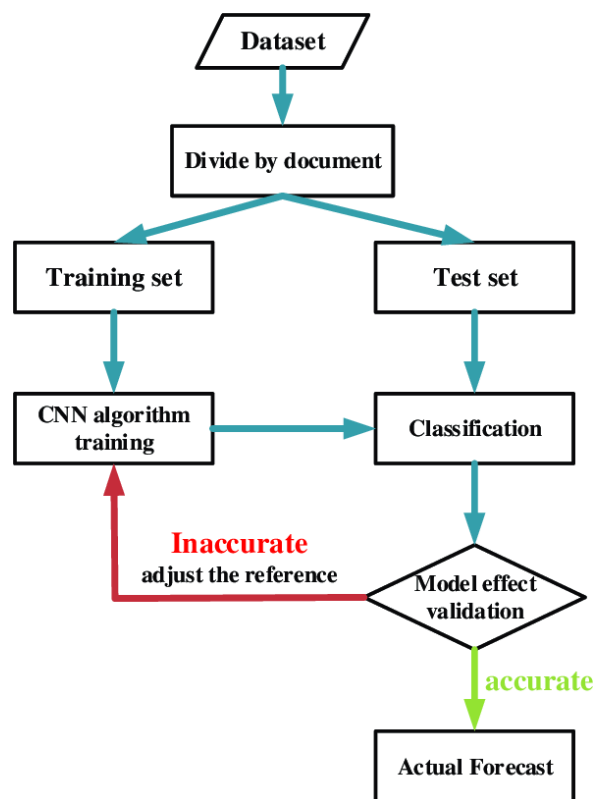 Dataset
Divide by document
Training set
Test set
CNN algorithm
training
Classification
Inaccurate
adjust the reference
Model effect
validation
accurate
Actual Forecast